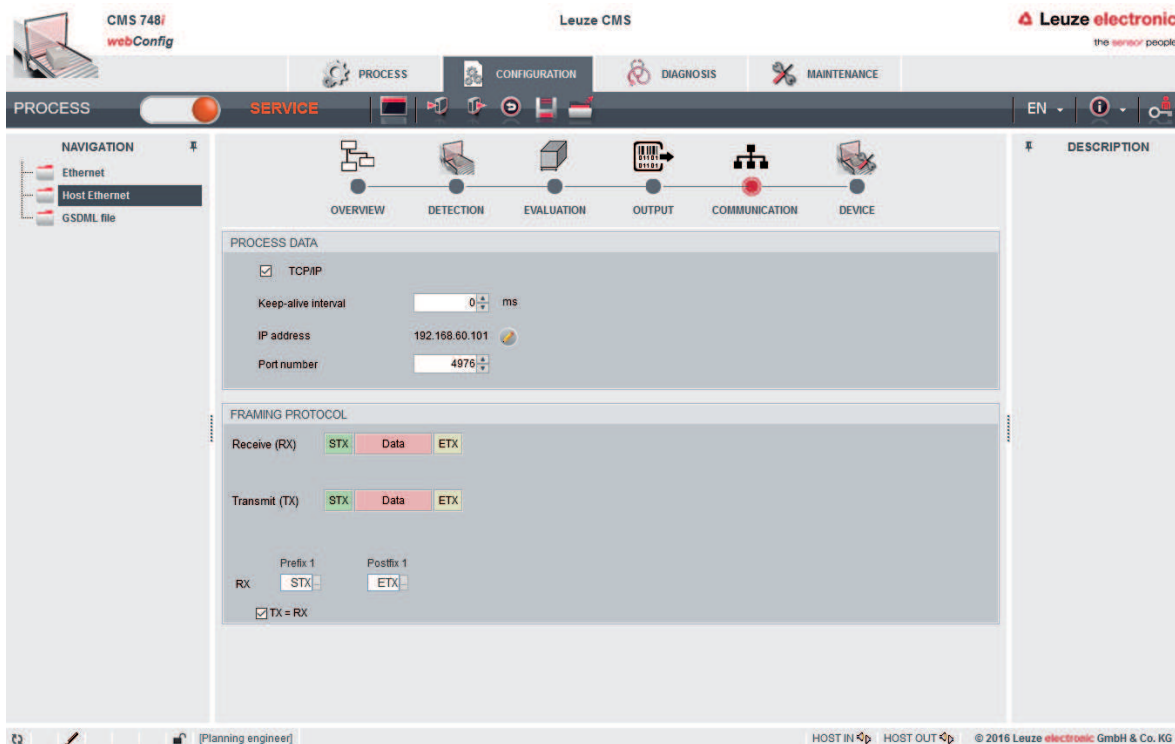 CMS 748i
webConfig
Leuze CMS
Leuze electronic
the sensor people
PROCESS
CONFIGURATION
DIAGNOSIS
MAINTENANCE
PROCESS
SERVICE
EN
NAVIGATION
Ethernet
Host Ethernet
GSDML file
OVERVIEW
DETECTION
EVALUATION
OUTPUT
COMMUNICATION
DEVICE
DESCRIPTION
PROCESS DATA
TCP/IP
Keep-alive interval 0 ms
IP address 192.168.60.101
Port number 4976
FRAMING PROTOCOL
Receive (RX) STX Data ETX
Transmit (TX) STX Data ETX
Prefix 1 Postfix 1
RX STX ETX
TX = RX
[Planning engineer]
HOST IN HOST OUT © 2016 Leuze electronic GmbH & Co. KG